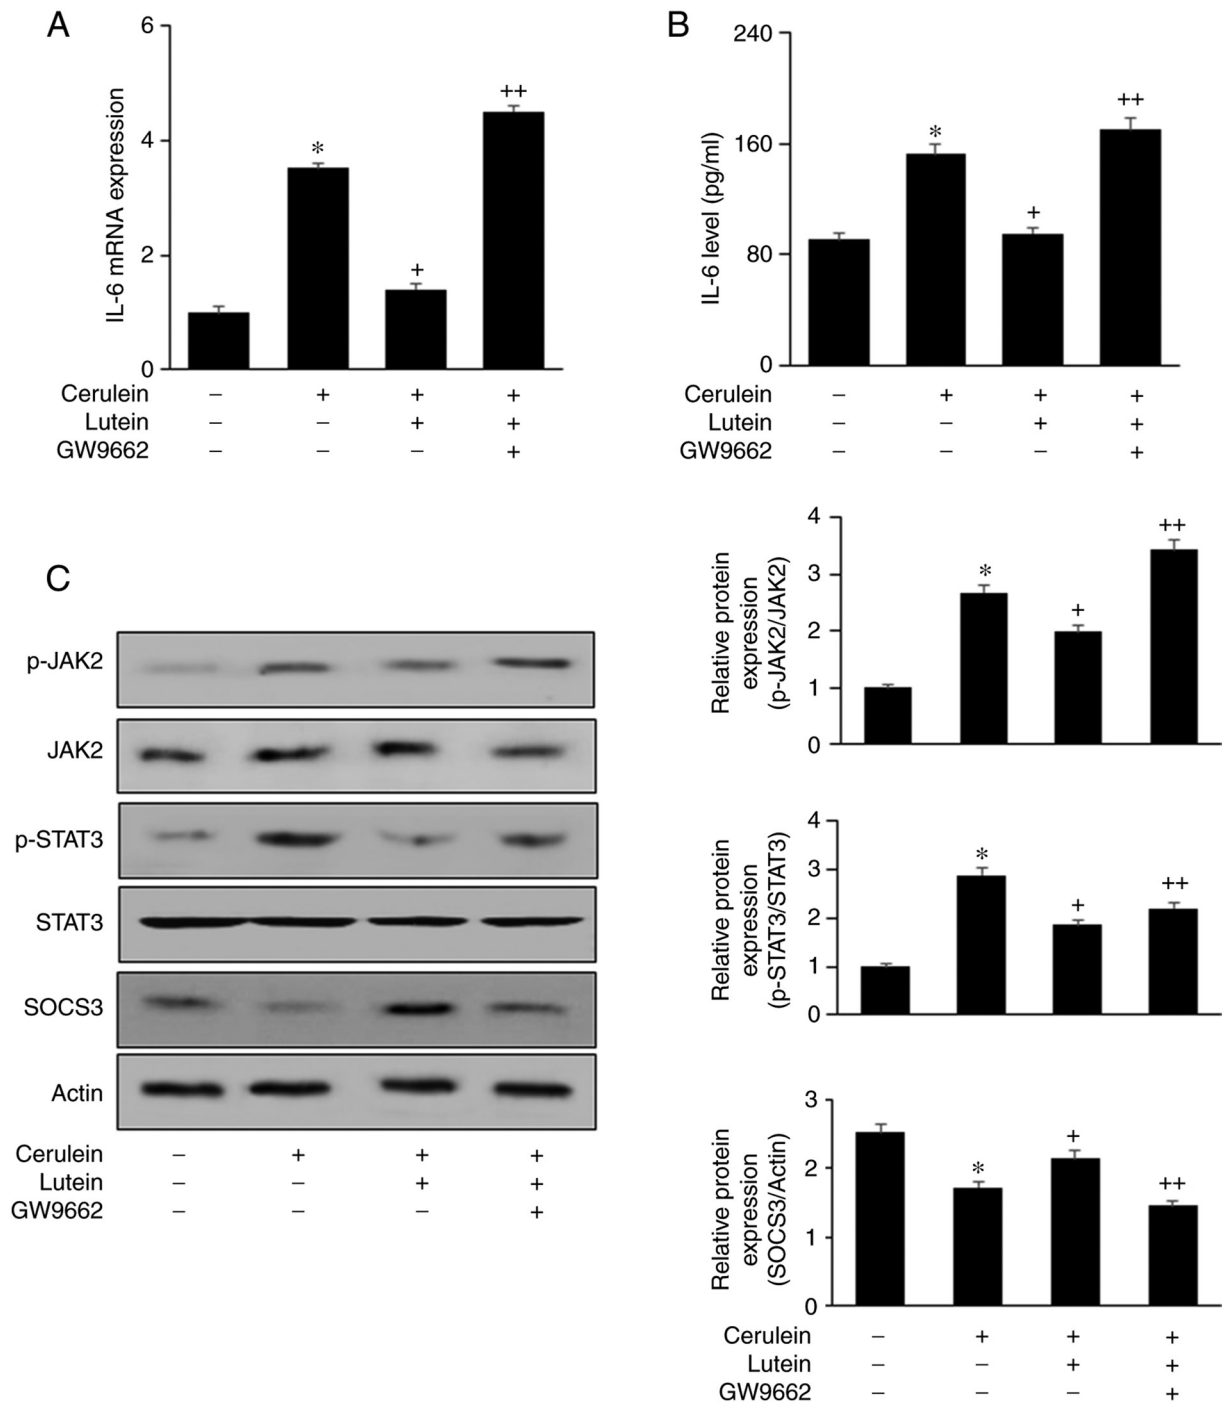 A
IL-6 mRNA expression
6
4
2
0
*
+
++
Cerulein − + + +
Lutein − − + +
GW9662 − − − +
B
IL-6 level (pg/ml)
240
160
80
0
*
+
++
Cerulein − + + +
Lutein − − + +
GW9662 − − − +
C
p-JAK2
JAK2
p-STAT3
STAT3
SOCS3
Actin
Cerulein − + + +
Lutein − − + +
GW9662 − − − +
Relative protein
expression
(p-JAK2/JAK2)
4
3
2
1
0
*
+
++
Relative protein
expression
(p-STAT3/STAT3)
4
3
2
1
0
*
+
++
Relative protein
expression
(SOCS3/Actin)
3
2
1
0
*
+
++
Cerulein − + + +
Lutein − − + +
GW9662 − − − +